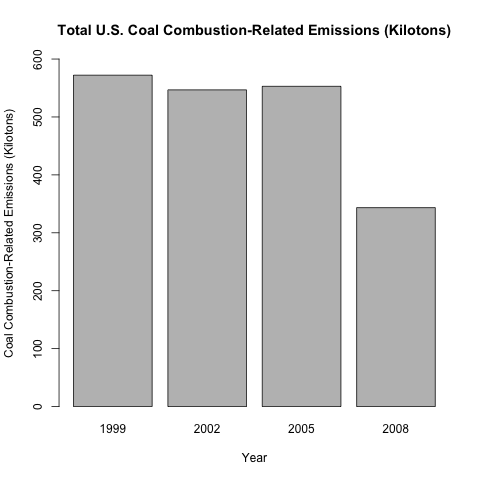 Total U.S. Coal Combustion-Related Emissions (Kilotons)
Coal Combustion-Related Emissions (Kilotons)
600
500
400
300
200
100
0
1999 2002 2005 2008
Year